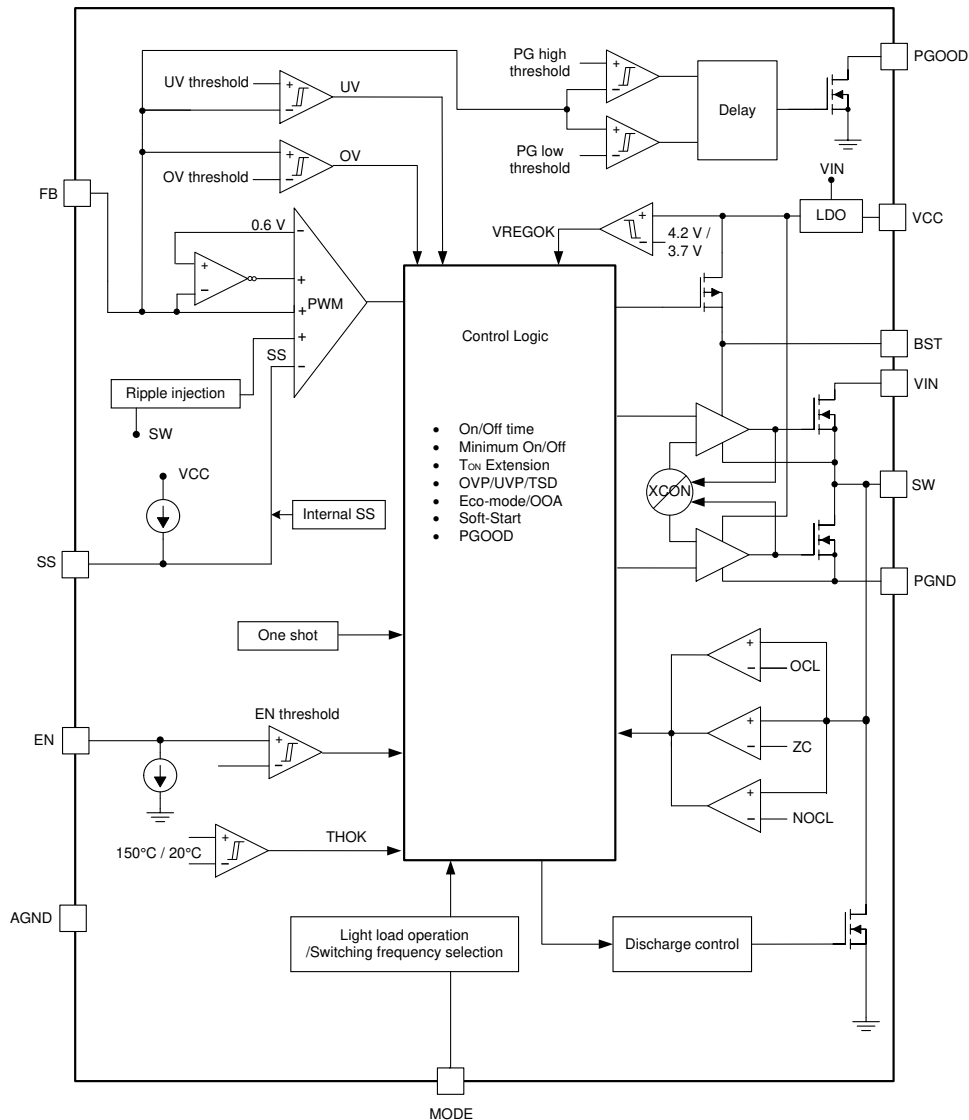 PG high
threshold
PGOOD
UV threshold
UV
Delay
OV
OV threshold
PG low
threshold
VIN
FB
LDO
VCC
0.6 V
VREGOK
4.2 V /
3.7 V
+
−
PWM
SS
Control Logic
BST
VIN
Ripple injection
SW
• On/Off time
• Minimum On/Off
• TON Extension
• OVP/UVP/TSD
• Eco-mode/OOA
• Soft-Start
• PGOOD
XCON
SW
VCC
Internal SS
SS
PGND
One shot
OCL
EN threshold
EN
ZC
NOCL
THOK
150°C / 20°C
AGND
Light load operation
/Switching frequency selection
Discharge control
MODE